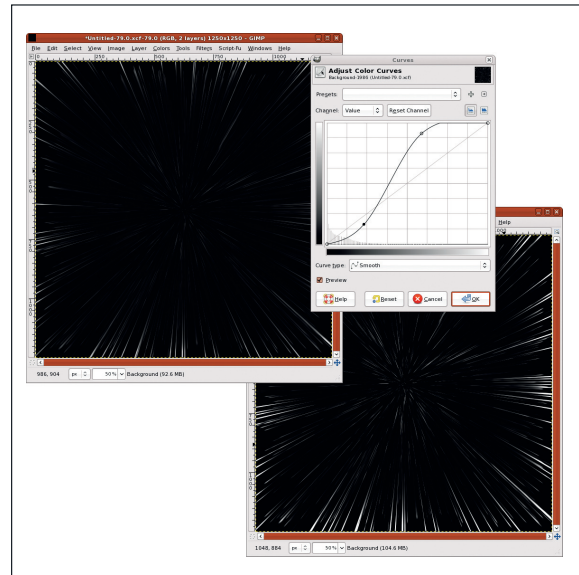 *Untitled-79.0.xcf-79.0 (RGB, 2 layers) 1250x1250 – GIMP
File Edit Select View Image Layer Colors Tools Filters Script-Fu Windows Help
0 250 500 750 1000
986, 904 px 50% Background (92.6 MB)
Curves
Adjust Color Curves
Background-1986 (Untitled-79.0.xcf)
Presets:
Channel: Value Reset Channel
Curve type: Smooth
Preview
Help Reset Cancel OK
Help
1048, 884 px 50% Background (104.6 MB)